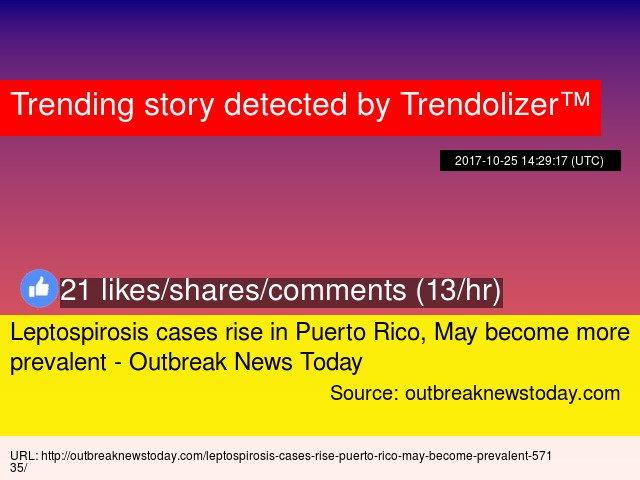 Trending story detected by Trendolizer™
2017-10-25 14:29:17 (UTC)
21 likes/shares/comments (13/hr)
Leptospirosis cases rise in Puerto Rico, May become more
prevalent - Outbreak News Today
Source: outbreaknewstoday.com
URL: http://outbreaknewstoday.com/leptospirosis-cases-rise-puerto-rico-may-become-prevalent-571
35/